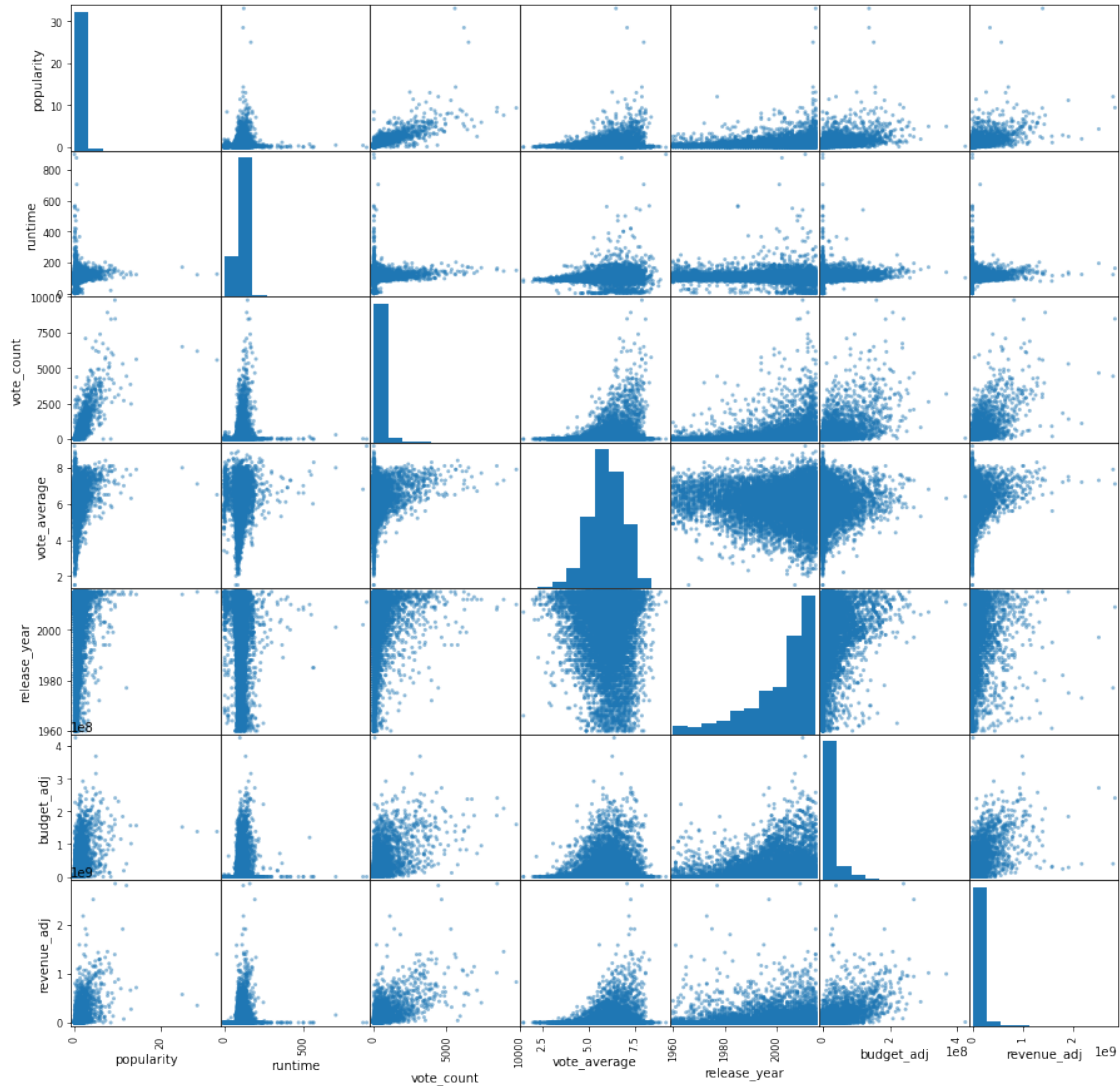 30
20
10
0
popularity
800
600
400
200
0
runtime
10000
7500
5000
2500
0
vote_count
8
6
4
2
vote_average
2000
1980
1960
release_year
1e8
4
3
2
1
0
budget_adj
1e9
2
1
0
revenue_adj
0 20
popularity
0 500
runtime
0 5000 10000
vote_count
2.5 5.0 7.5
vote_average
1960 1980 2000
release_year
0 2 4
1e8
budget_adj
0 1 2
1e9
revenue_adj